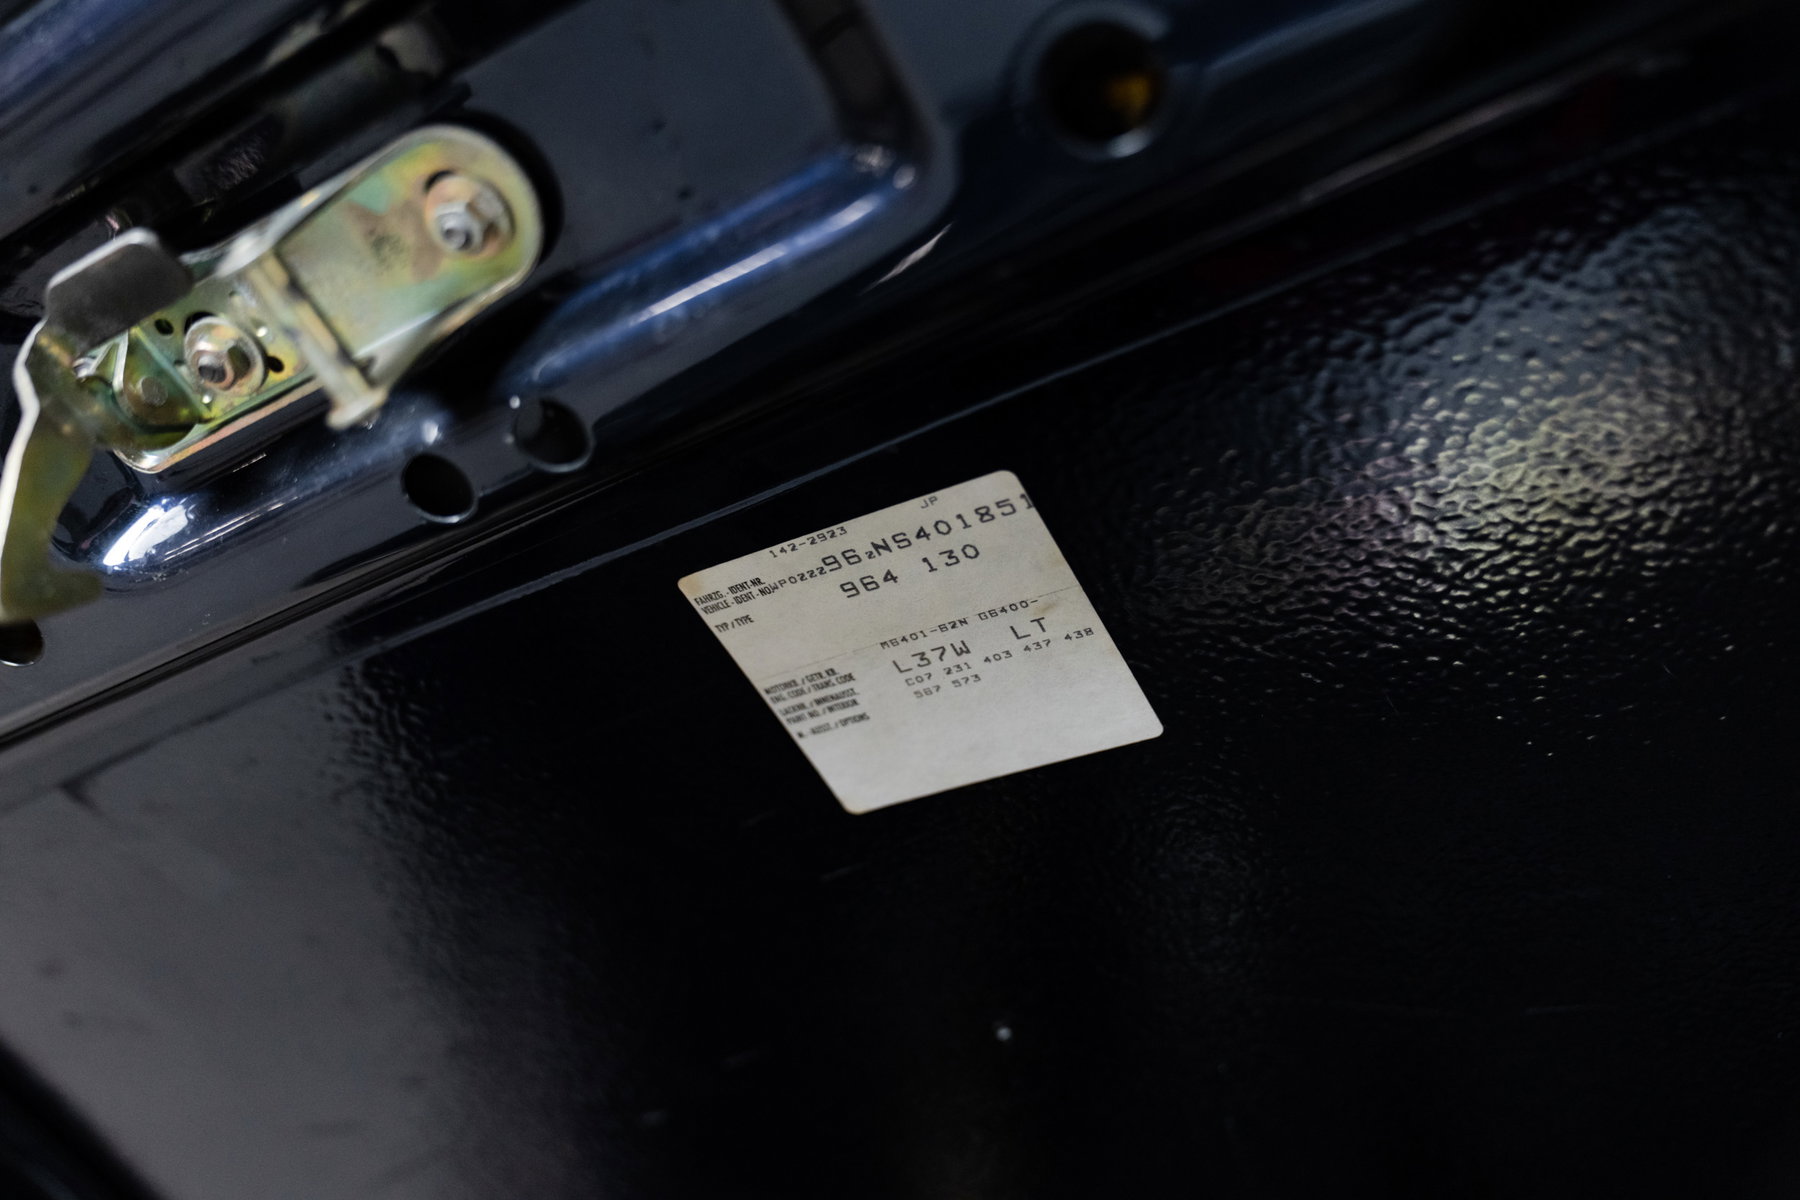 142-2923 JP
FAHRZG.-IDENT-NR.
VEHICLE-IDENT-NO. WP0ZZZ96ZNS401851
TYP/TYPE 964 130
M6401-62N G6400-
MOTORKB./GETR.KB.
ENG.CODE/TRANS.CODE L37W LT
LACKNR./INNENAUSST.
PAINT NO./INTERIOR C07 231 403 437 438
M.-AUSST./OPTIONS 567 573